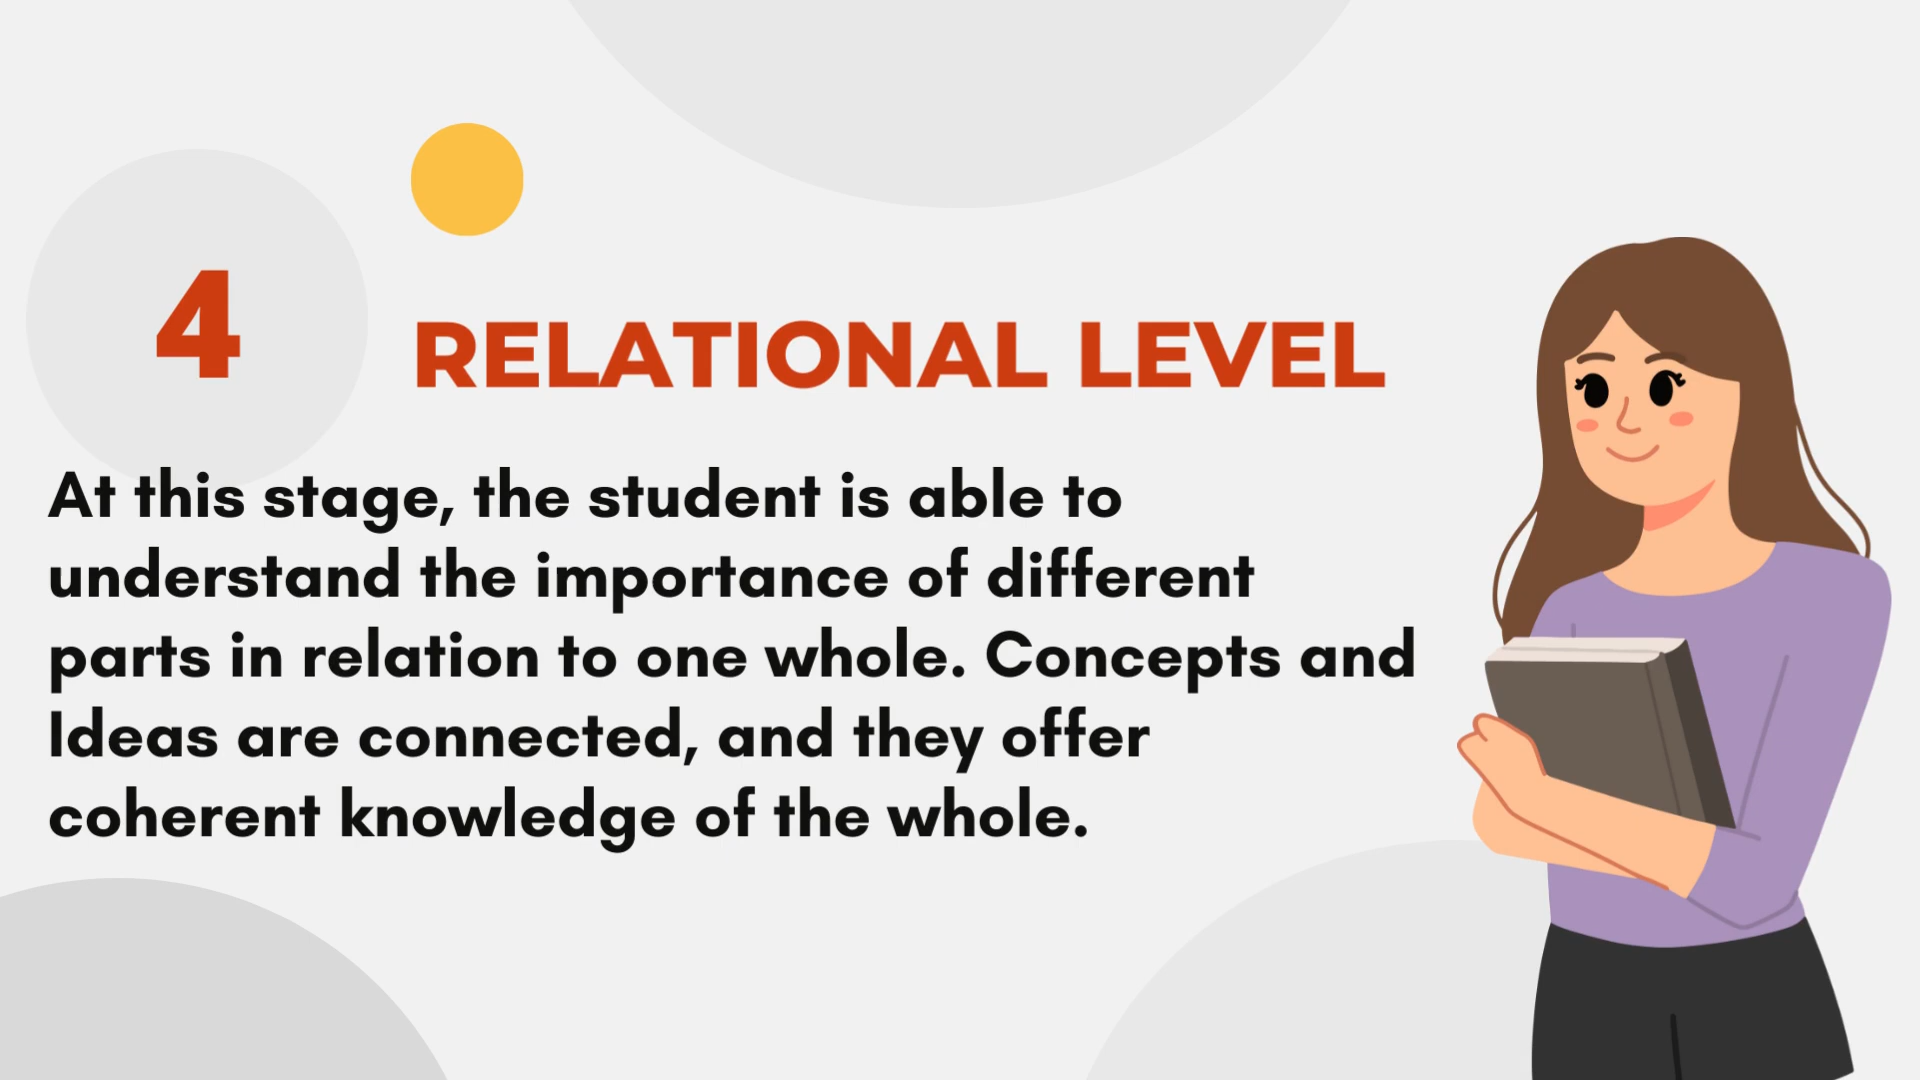 4
RELATIONAL LEVEL
At this stage, the student is able to
understand the importance of different
parts in relation to one whole. Concepts and
Ideas are connected, and they offer
coherent knowledge of the whole.